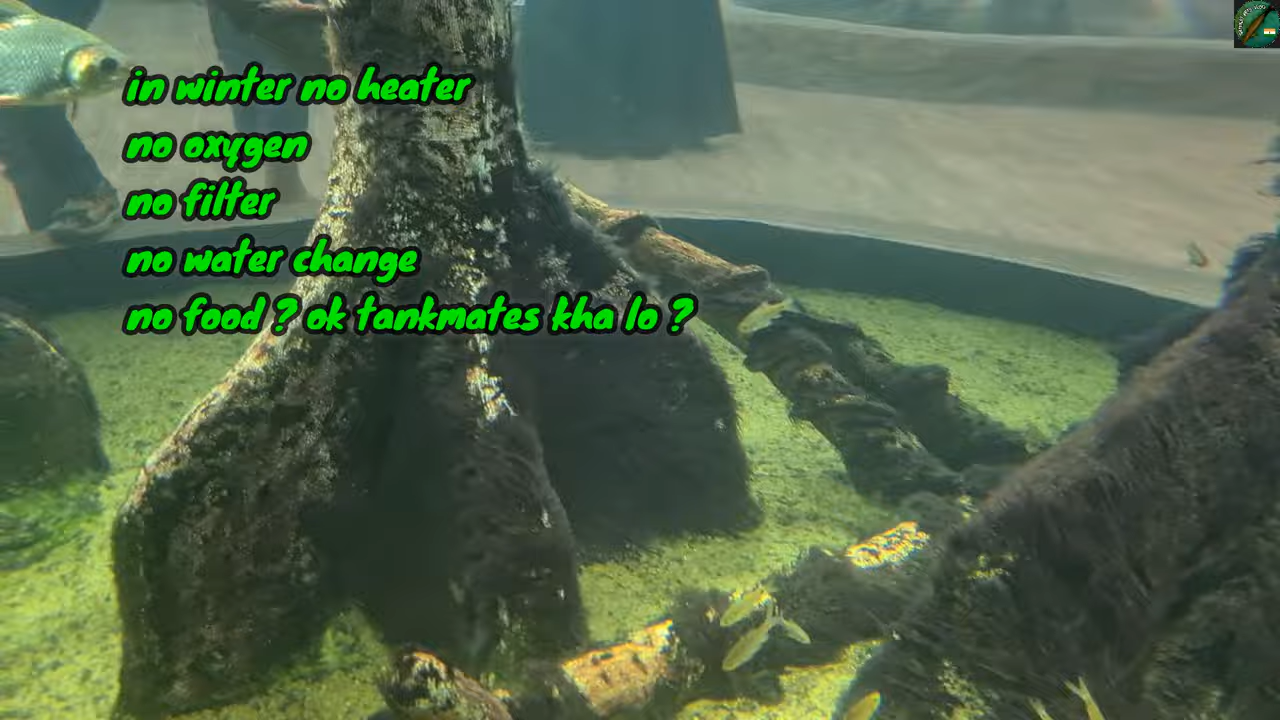 in winter no heater
no oxygen
no filter
no water change
no food ? ok tankmates kha lo ?